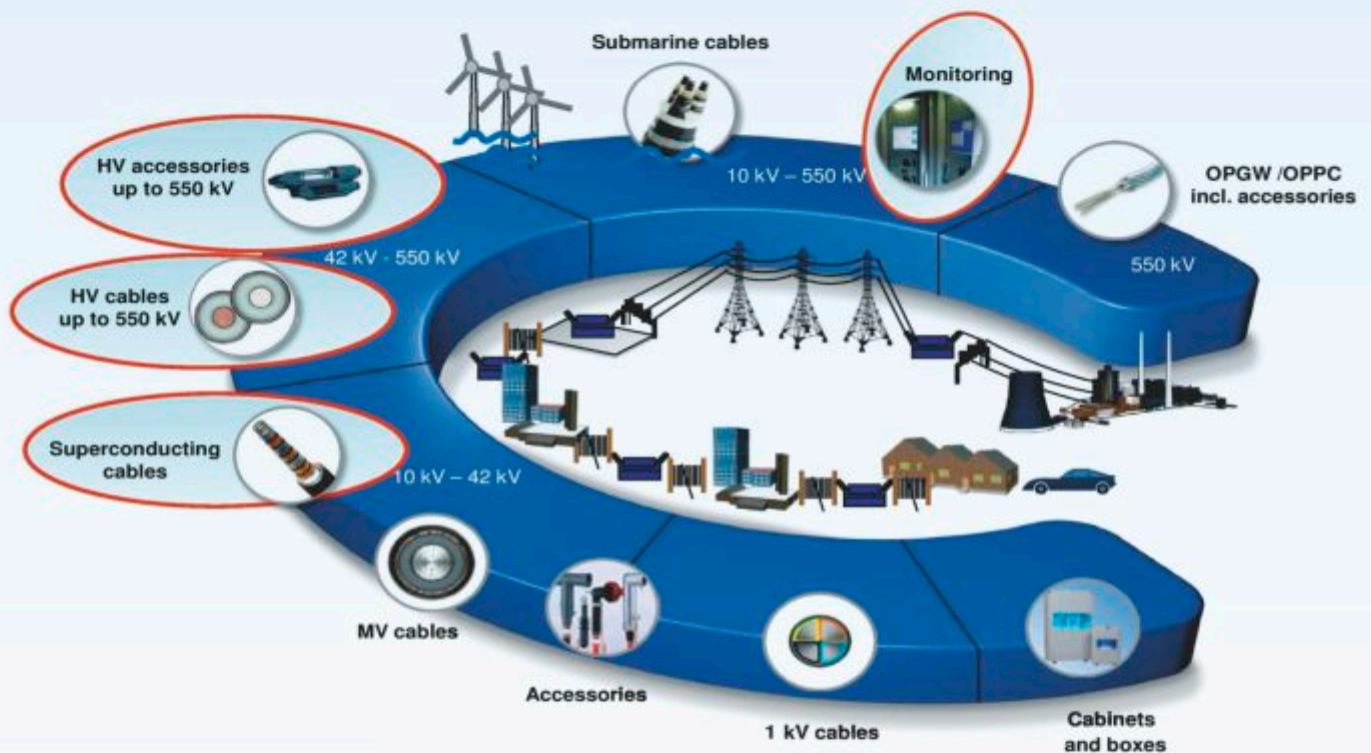 Submarine cables
Monitoring
HV accessories
up to 550 kV
10 kV – 550 kV
OPGW /OPPC
incl. accessories
42 kV - 550 kV
550 kV
HV cables
up to 550 kV
Superconducting
cables
10 kV – 42 kV
MV cables
Accessories
1 kV cables
Cabinets
and boxes